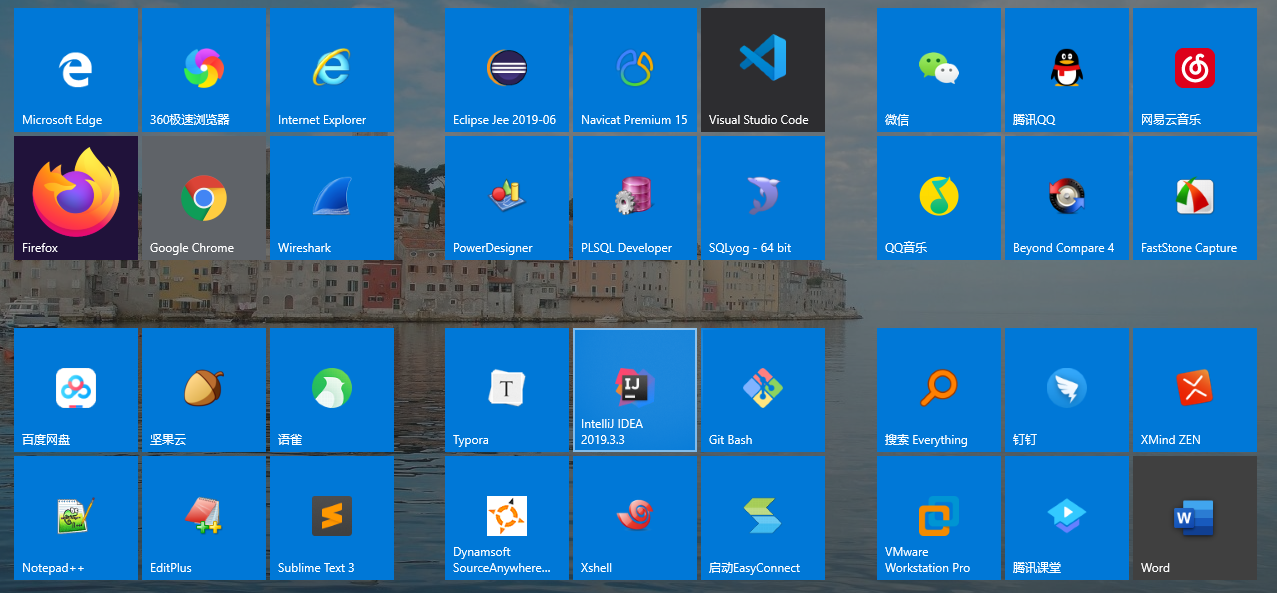 Microsoft Edge
360极速浏览器
Internet Explorer
Eclipse Jee 2019-06
Navicat Premium 15
Visual Studio Code
微信
腾讯QQ
网易云音乐
Firefox
Google Chrome
Wireshark
PowerDesigner
PLSQL Developer
SQLyog - 64 bit
QQ音乐
Beyond Compare 4
FastStone Capture
百度网盘
坚果云
语雀
T
Typora
IJ
IntelliJ IDEA
2019.3.3
Git Bash
搜索 Everything
钉钉
XMind ZEN
Notepad++
EditPlus
Sublime Text 3
Dynamsoft
SourceAnywhere...
Xshell
启动EasyConnect
VMware
Workstation Pro
腾讯课堂
W
Word